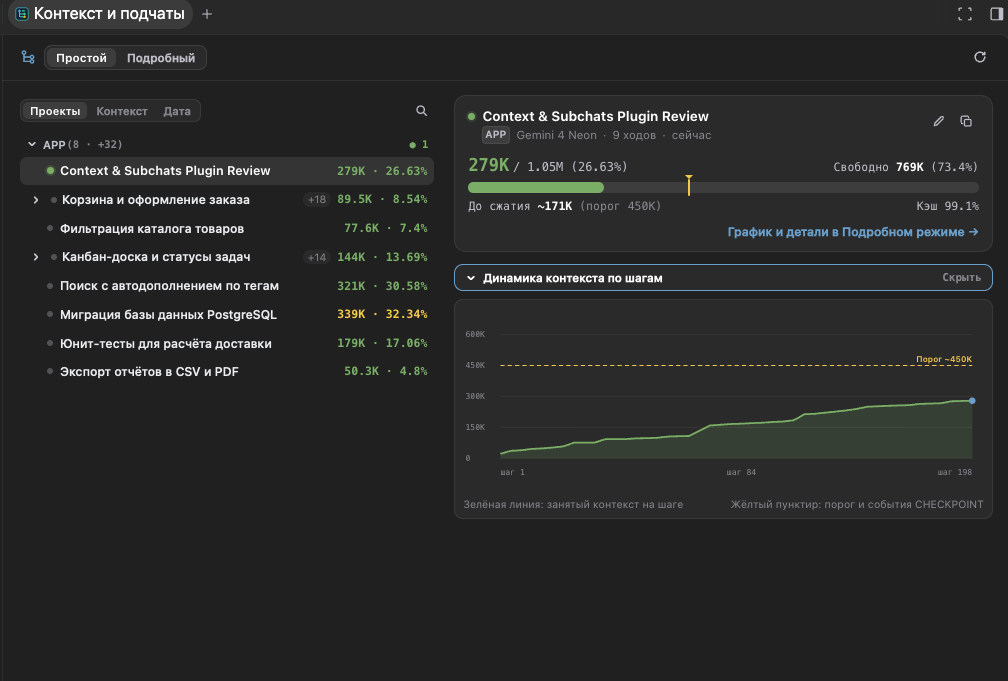 Контекст и подчаты +
Простой Подробный
Проекты Контекст Дата
APP (8 · +32) 1
Context & Subchats Plugin Review 279K · 26.63%
Корзина и оформление заказа +18 89.5K · 8.54%
Фильтрация каталога товаров 77.6K · 7.4%
Канбан-доска и статусы задач +14 144K · 13.69%
Поиск с автодополнением по тегам 321K · 30.58%
Миграция базы данных PostgreSQL 339K · 32.34%
Юнит-тесты для расчёта доставки 179K · 17.06%
Экспорт отчётов в CSV и PDF 50.3K · 4.8%
Context & Subchats Plugin Review
APP Gemini 4 Neon · 9 ходов · сейчас
279K / 1.05M (26.63%) Свободно 769K (73.4%)
До сжатия ~171K (порог 450K) Кэш 99.1%
График и детали в Подробном режиме →
Динамика контекста по шагам Скрыть
600K
Порог ~450K
450K
300K
150K
0
шаг 1 шаг 84 шаг 198
Зелёная линия: занятый контекст на шаге Жёлтый пунктир: порог и события CHECKPOINT